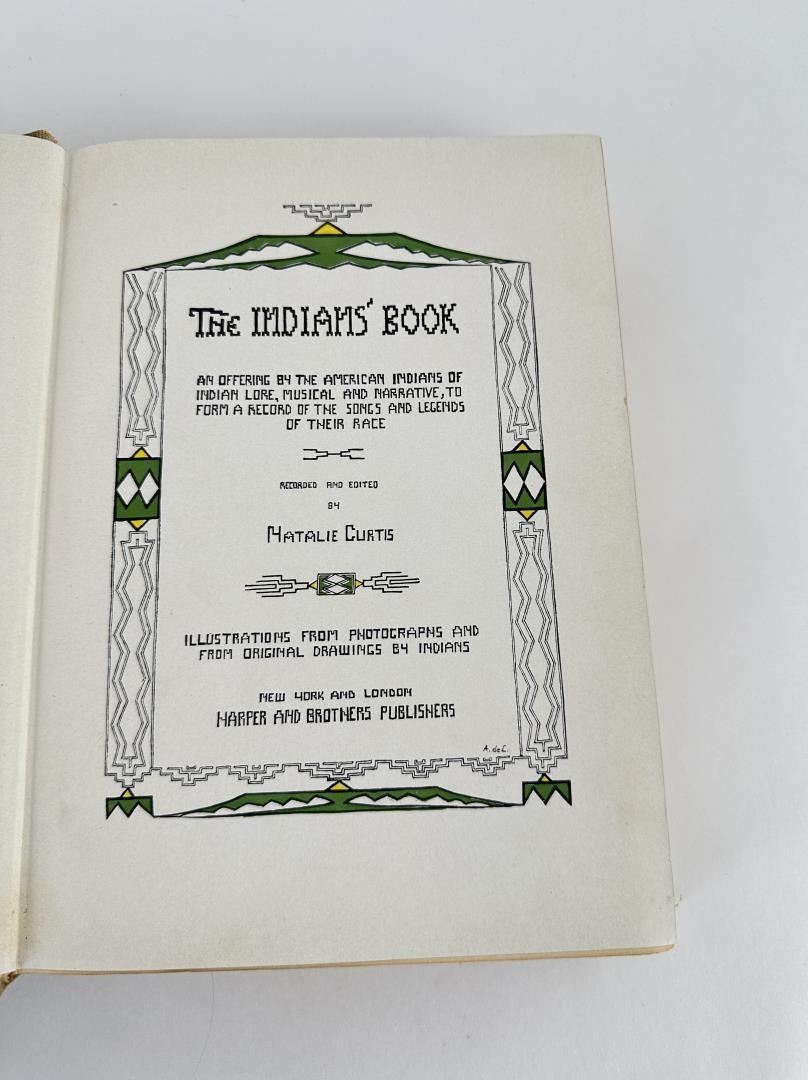 THE INDIANS' BOOK
AN OFFERING BY THE AMERICAN INDIANS OF
INDIAN LORE, MUSICAL AND NARRATIVE, TO
FORM A RECORD OF THE SONGS AND LEGENDS
OF THEIR RACE
RECORDED AND EDITED
BY
NATALIE CURTIS
ILLUSTRATIONS FROM PHOTOGRAPHS AND
FROM ORIGINAL DRAWINGS BY INDIANS
NEW YORK AND LONDON
HARPER AND BROTHERS PUBLISHERS
A. deC.